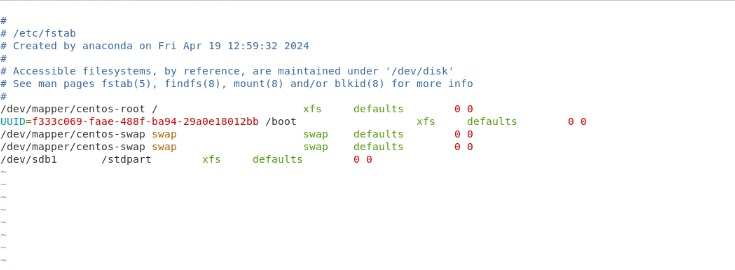 #
# /etc/fstab
# Created by anaconda on Fri Apr 19 12:59:32 2024
#
# Accessible filesystems, by reference, are maintained under '/dev/disk'
# See man pages fstab(5), findfs(8), mount(8) and/or blkid(8) for more info
#
/dev/mapper/centos-root /                       xfs     defaults        0 0
UUID=f333c069-faae-488f-ba94-29a0e18012bb /boot                   xfs     defaults        0 0
/dev/mapper/centos-swap swap                    swap    defaults        0 0
/dev/mapper/centos-swap swap                    swap    defaults        0 0
/dev/sdb1       /stdpart        xfs     defaults        0 0
~
~
~
~
~
~
~
~